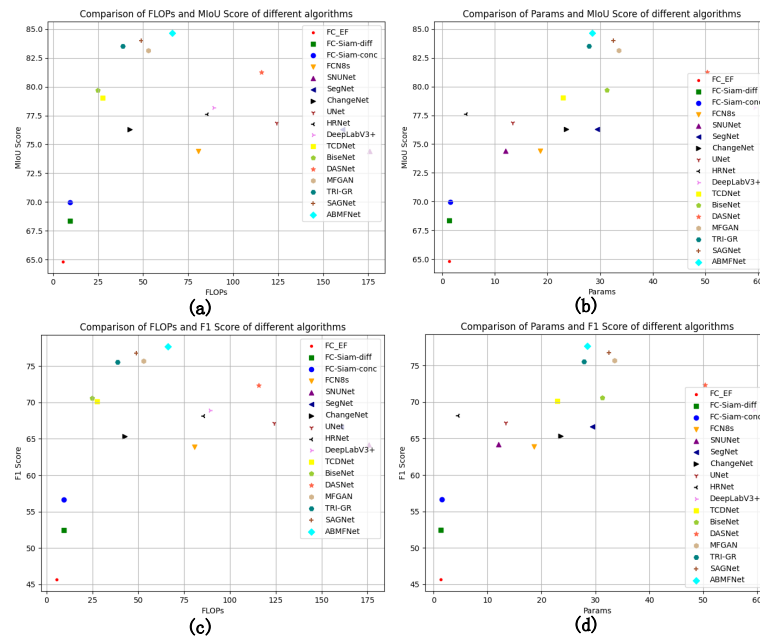 Comparison of FLOPs and MIoU Score of different algorithms
MIoU Score
85.0
82.5
80.0
77.5
75.0
72.5
70.0
67.5
65.0
0
25
50
75
100
125
150
175
FLOPs
FC_EF
FC-Siam-diff
FC-Siam-conc
FCN8s
SNUNet
SegNet
ChangeNet
UNet
HRNet
DeepLabV3+
TCDNet
BiseNet
DASNet
MFGAN
TRI-GR
SAGNet
ABMFNet
(a)
Comparison of Params and MIoU Score of different algorithms
MIoU Score
85.0
82.5
80.0
77.5
75.0
72.5
70.0
67.5
65.0
0
10
20
30
40
50
60
Params
FC_EF
FC-Siam-diff
FC-Siam-conc
FCN8s
SNUNet
SegNet
ChangeNet
UNet
HRNet
DeepLabV3+
TCDNet
BiseNet
DASNet
MFGAN
TRI-GR
SAGNet
ABMFNet
(b)
Comparison of FLOPs and F1 Score of different algorithms
F1 Score
75
70
65
60
55
50
45
0
25
50
75
100
125
150
175
FLOPs
FC_EF
FC-Siam-diff
FC-Siam-conc
FCN8s
SNUNet
SegNet
ChangeNet
UNet
HRNet
DeepLabV3+
TCDNet
BiseNet
DASNet
MFGAN
TRI-GR
SAGNet
ABMFNet
(c)
Comparison of Params and F1 Score of different algorithms
F1 Score
75
70
65
60
55
50
45
0
10
20
30
40
50
60
Params
FC_EF
FC-Siam-diff
FC-Siam-conc
FCN8s
SNUNet
SegNet
ChangeNet
UNet
HRNet
DeepLabV3+
TCDNet
BiseNet
DASNet
MFGAN
TRI-GR
SAGNet
ABMFNet
(d)